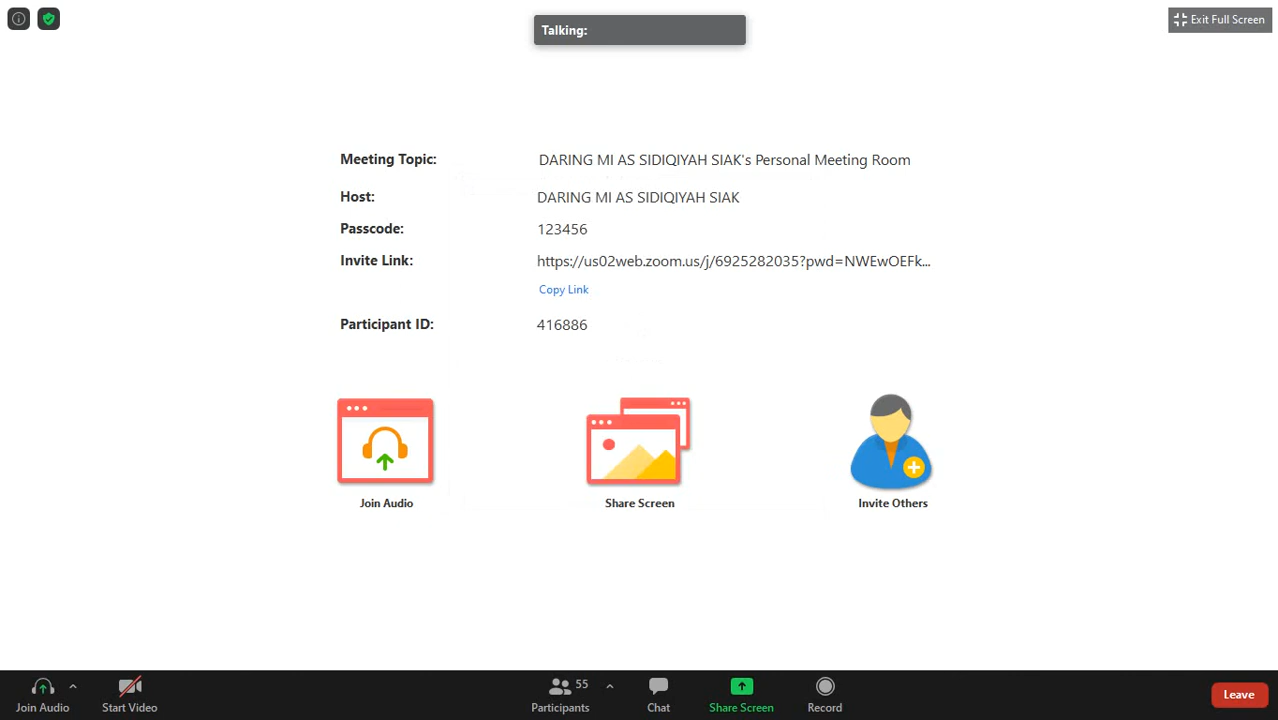 Talking:
Exit Full Screen
Meeting Topic: DARING MI AS SIDIQIYAH SIAK's Personal Meeting Room
Host: DARING MI AS SIDIQIYAH SIAK
Passcode: 123456
Invite Link: https://us02web.zoom.us/j/6925282035?pwd=NWEwOEFk...
Copy Link
Participant ID: 416886
Join Audio Share Screen Invite Others
55
Join Audio Start Video Participants Chat Share Screen Record Leave